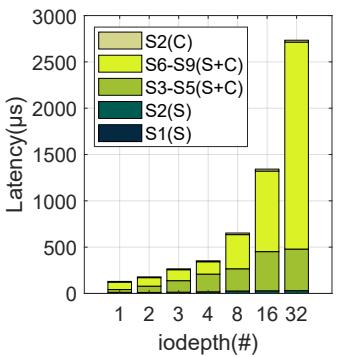 3000
2500
2000
1500
1000
500
0
Latency(μs)
S2(C)
S6-S9(S+C)
S3-S5(S+C)
S2(S)
S1(S)
1 2 3 4 8 16 32
iodepth(#)